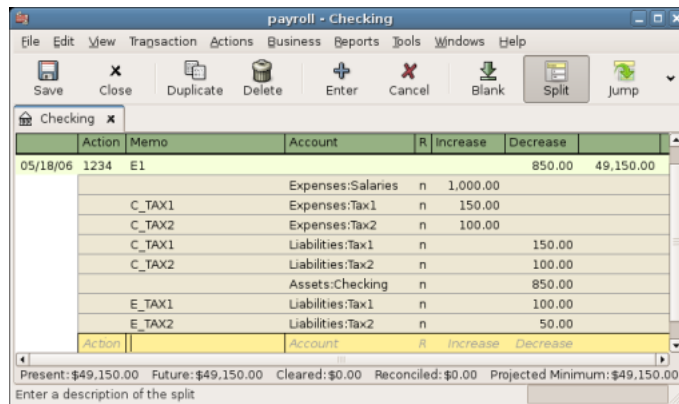 payroll - Checking
File Edit View Transaction Actions Business Reports Tools Windows Help
Save Close Duplicate Delete Enter Cancel Blank Split Jump
Checking
Action Memo Account R Increase Decrease
05/18/06 1234 E1 850.00 49,150.00
Expenses:Salaries n 1,000.00
C_TAX1 Expenses:Tax1 n 150.00
C_TAX2 Expenses:Tax2 n 100.00
C_TAX1 Liabilities:Tax1 n 150.00
C_TAX2 Liabilities:Tax2 n 100.00
Assets:Checking n 850.00
E_TAX1 Liabilities:Tax1 n 100.00
E_TAX2 Liabilities:Tax2 n 50.00
Action Account R Increase Decrease
Present:$49,150.00 Future:$49,150.00 Cleared:$0.00 Reconciled:$0.00 Projected Minimum:$49,150.00
Enter a description of the split